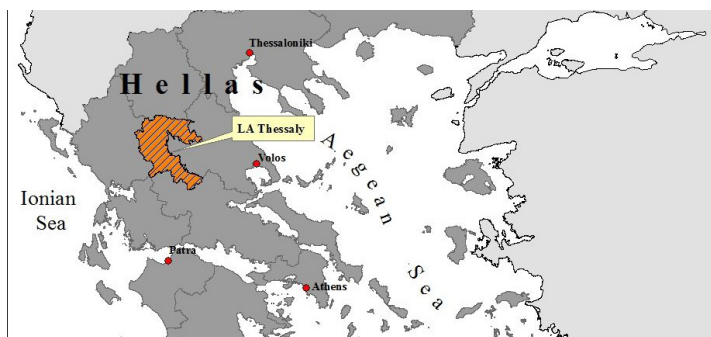 Thessaloniki
Hellas
LA Thessaly
Volos
Aegean
Sea
Ionian
Sea
Patra
Athens